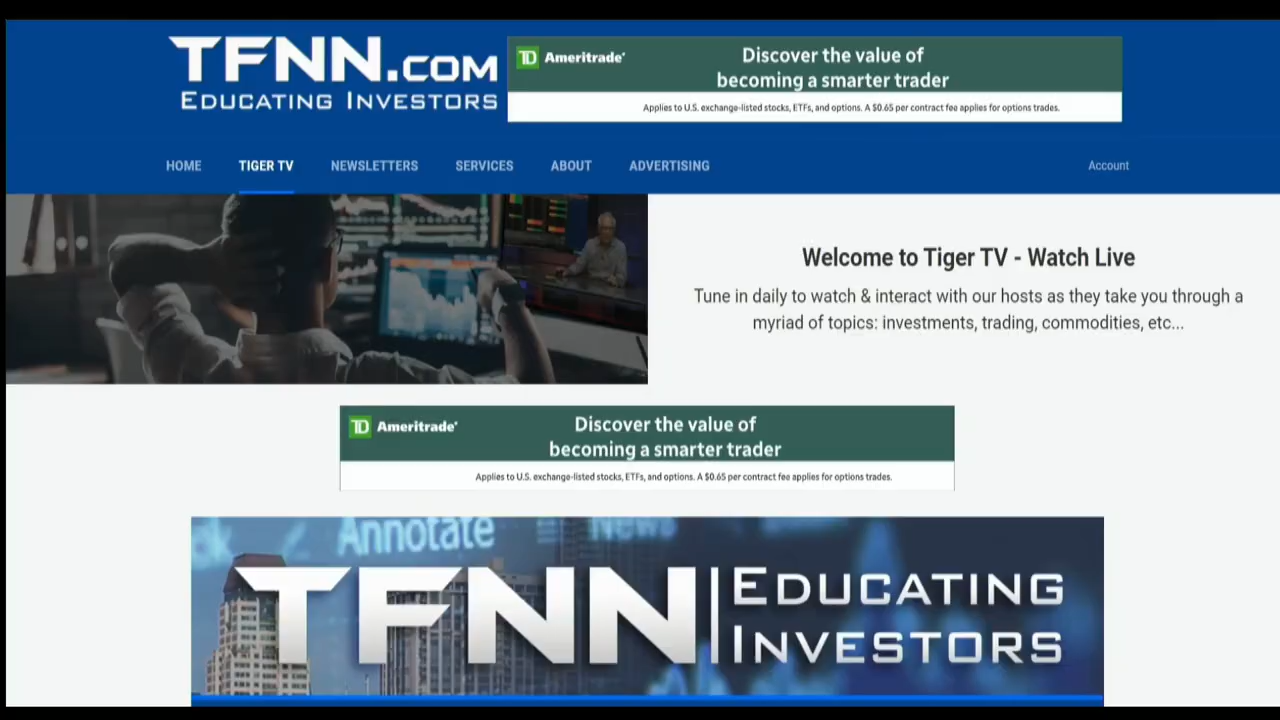 TFNN.COM
EDUCATING INVESTORS
TD Ameritrade
Discover the value of
becoming a smarter trader
Applies to U.S. exchange-listed stocks, ETFs, and options. A $0.65 per contract fee applies for options trades.
HOME TIGER TV NEWSLETTERS SERVICES ABOUT ADVERTISING Account
Welcome to Tiger TV - Watch Live
Tune in daily to watch & interact with our hosts as they take you through a
myriad of topics: investments, trading, commodities, etc...
TD Ameritrade
Discover the value of
becoming a smarter trader
Applies to U.S. exchange-listed stocks, ETFs, and options. A $0.65 per contract fee applies for options trades.
Annotate News
TFNN EDUCATING
INVESTORS